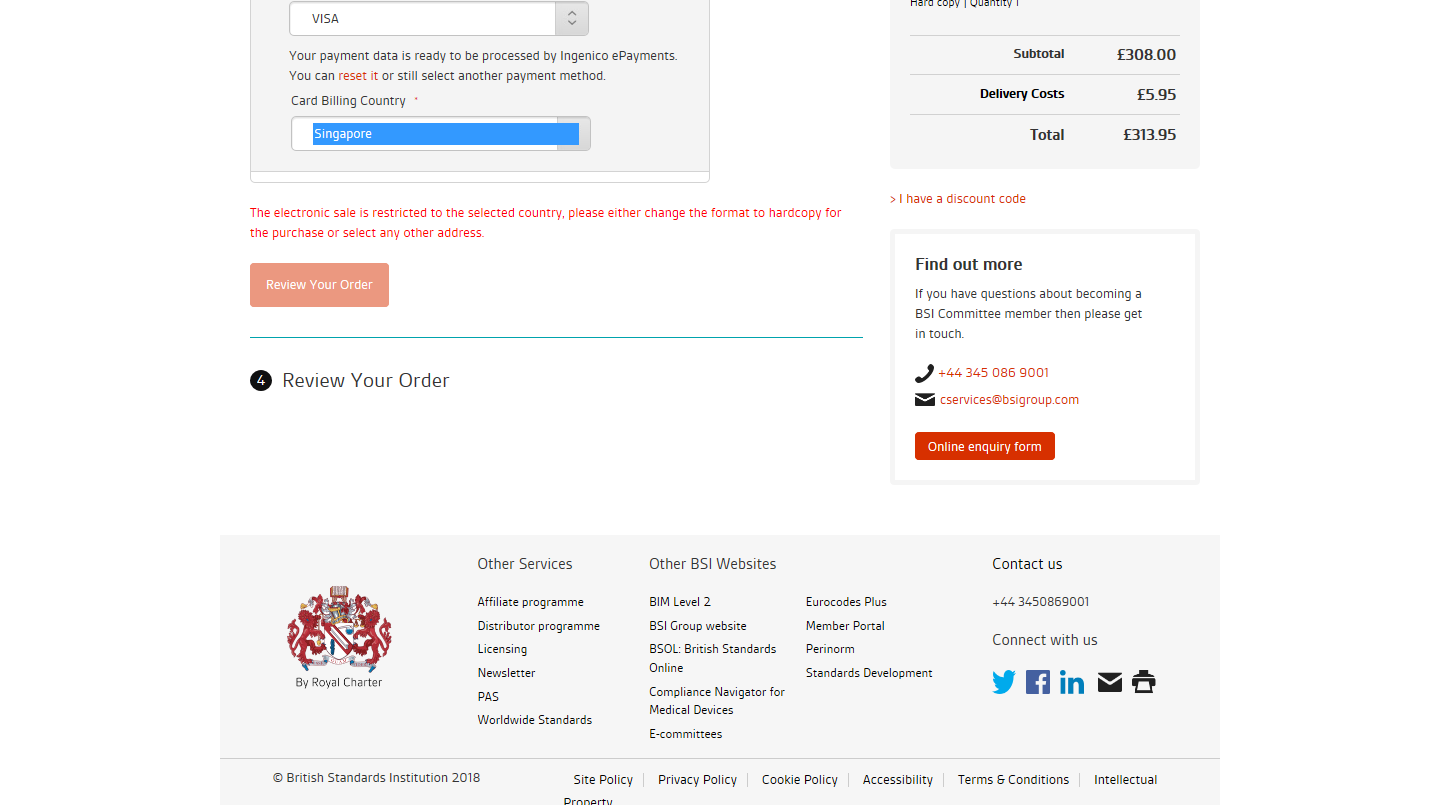 VISA
Your payment data is ready to be processed by Ingenico ePayments.
You can reset it or still select another payment method.
Card Billing Country *
Singapore
The electronic sale is restricted to the selected country, please either change the format to hardcopy for
the purchase or select any other address.
Review Your Order
4 Review Your Order
Hard copy | Quantity 1
Subtotal £308.00
Delivery Costs £5.95
Total £313.95
> I have a discount code
Find out more
If you have questions about becoming a
BSI Committee member then please get
in touch.
+44 345 086 9001
cservices@bsigroup.com
Online enquiry form
By Royal Charter
Other Services
Affiliate programme
Distributor programme
Licensing
Newsletter
PAS
Worldwide Standards
Other BSI Websites
BIM Level 2
BSI Group website
BSOL: British Standards
Online
Compliance Navigator for
Medical Devices
E-committees
Eurocodes Plus
Member Portal
Perinorm
Standards Development
Contact us
+44 3450869001
Connect with us
© British Standards Institution 2018
Site Policy | Privacy Policy | Cookie Policy | Accessibility | Terms & Conditions | Intellectual
Property